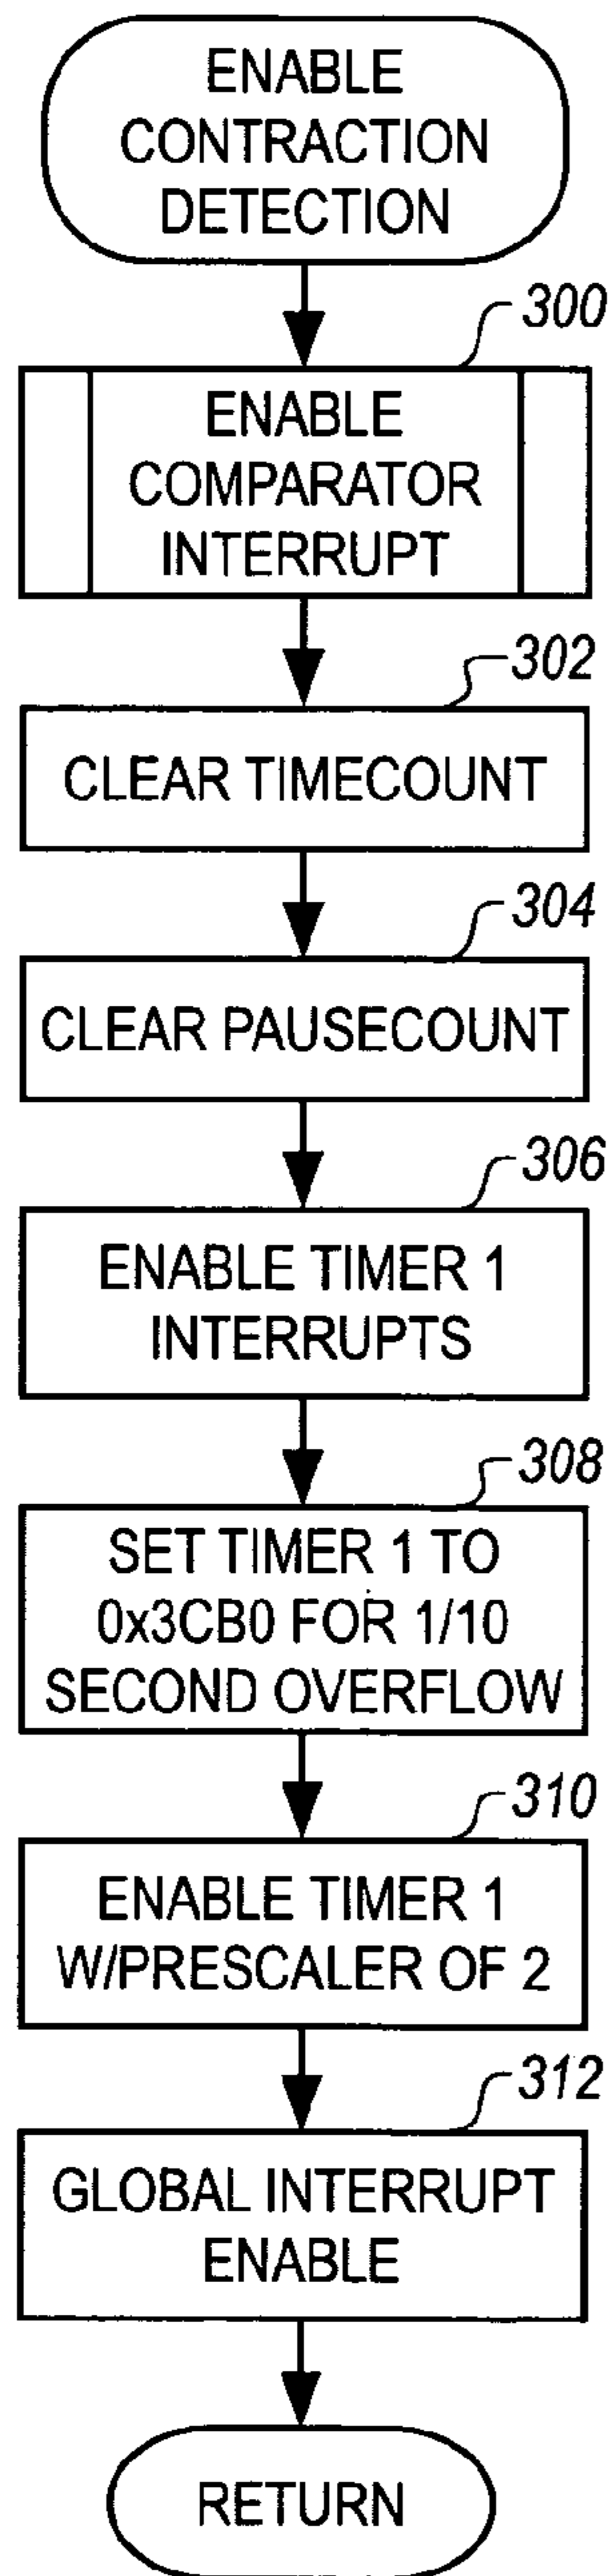 ENABLE
CONTRACTION
DETECTION
300
ENABLE
COMPARATOR
INTERRUPT
302
CLEAR TIMECOUNT
304
CLEAR PAUSECOUNT
306
ENABLE TIMER 1
INTERRUPTS
308
SET TIMER 1 TO
0x3CB0 FOR 1/10
SECOND OVERFLOW
310
ENABLE TIMER 1
W/PRESCALER OF 2
312
GLOBAL INTERRUPT
ENABLE
RETURN